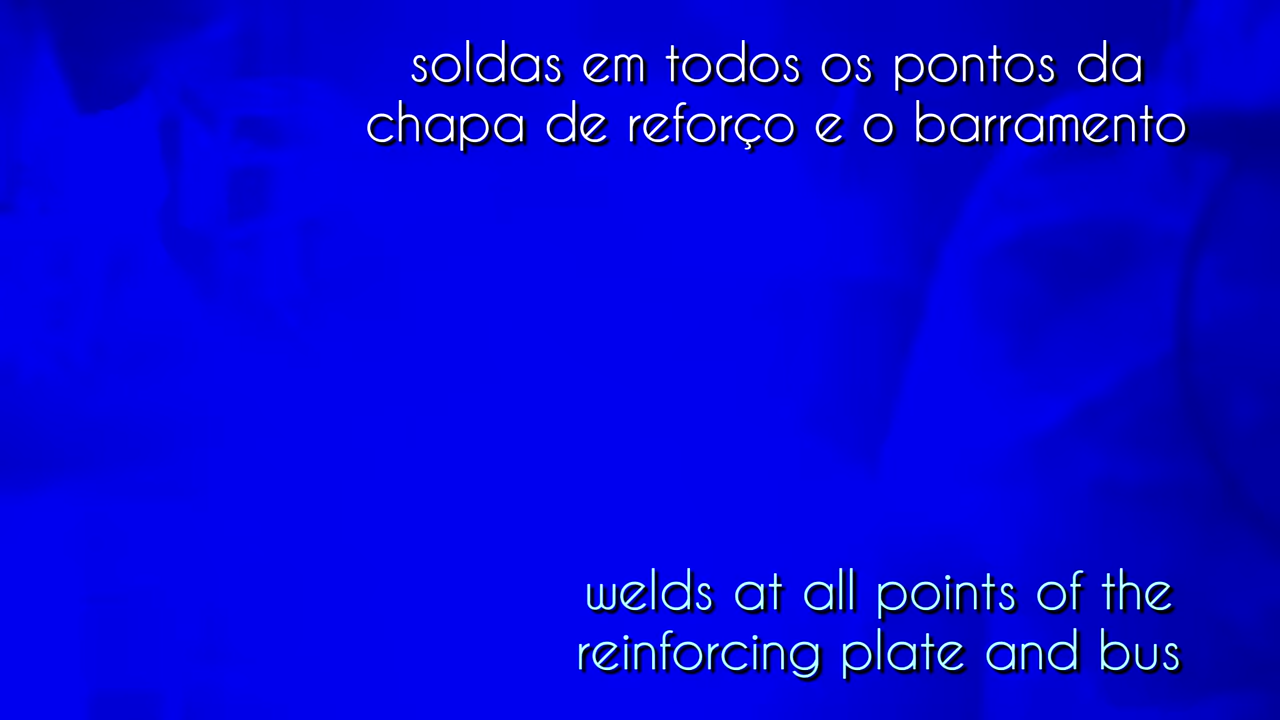 soldas em todos os pontos da
chapa de reforço e o barramento
welds at all points of the
reinforcing plate and bus